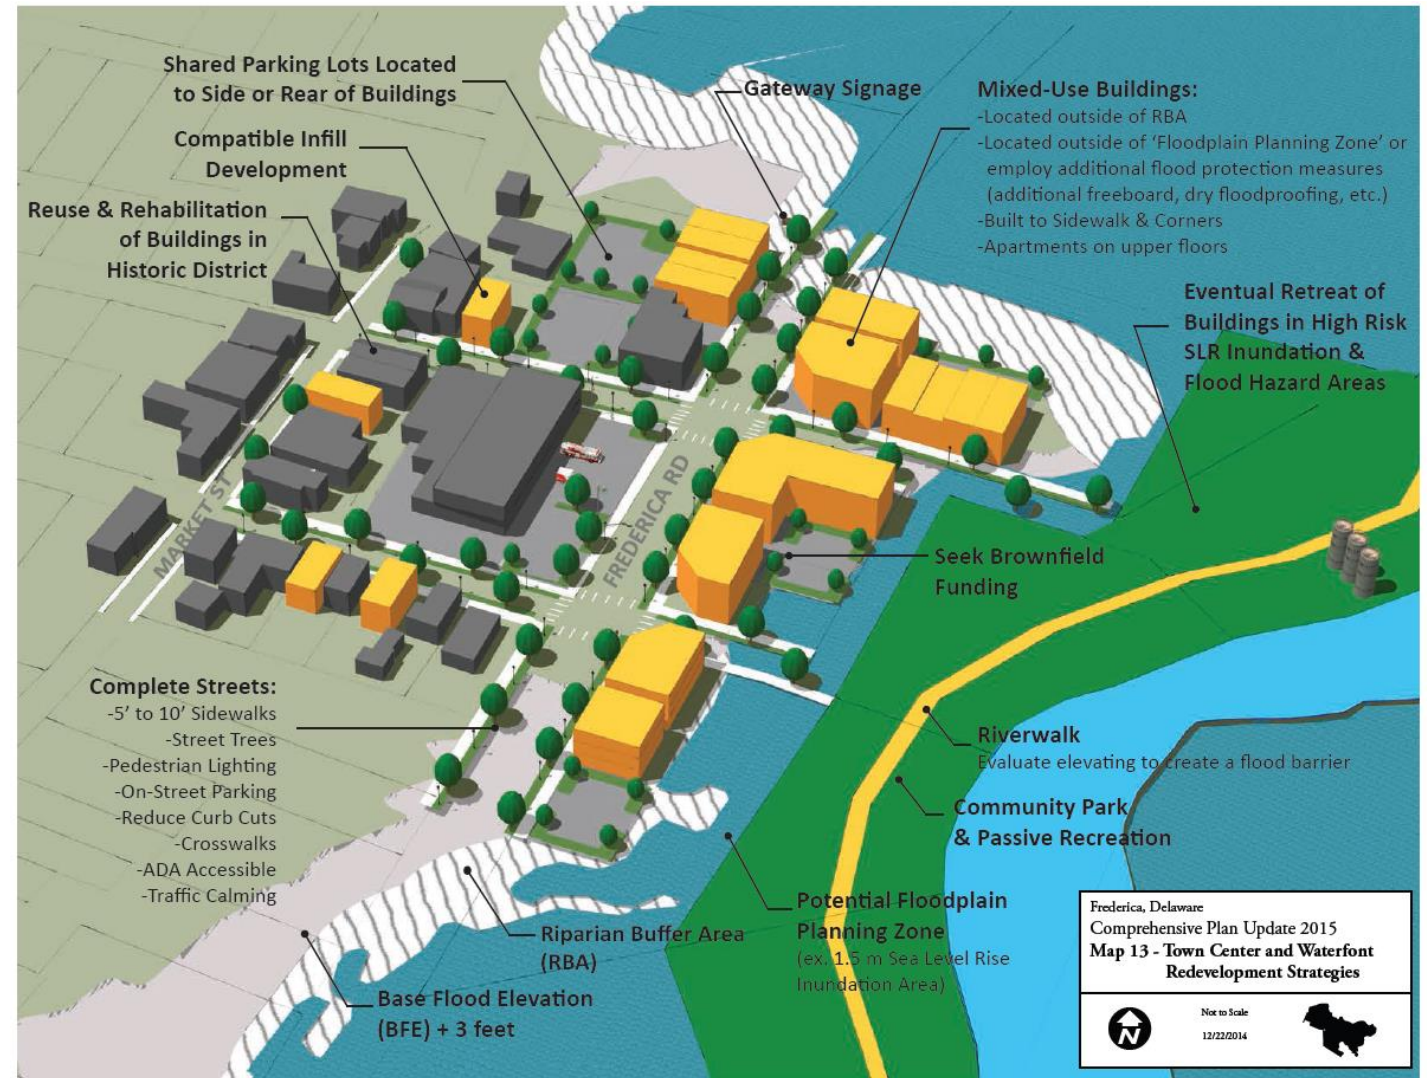 Shared Parking Lots Located
to Side or Rear of Buildings
Compatible Infill
Development
Reuse & Rehabilitation
of Buildings in
Historic District
Gateway Signage
Mixed-Use Buildings:
-Located outside of RBA
-Located outside of ‘Floodplain Planning Zone’ or
employ additional flood protection measures
(additional freeboard, dry floodproofing, etc.)
-Built to Sidewalk & Corners
-Apartments on upper floors
Eventual Retreat of
Buildings in High Risk
SLR Inundation &
Flood Hazard Areas
MARKET ST
FREDERICA RD
Seek Brownfield
Funding
Complete Streets:
-5’ to 10’ Sidewalks
-Street Trees
-Pedestrian Lighting
-On-Street Parking
-Reduce Curb Cuts
-Crosswalks
-ADA Accessible
-Traffic Calming
Riverwalk
Evaluate elevating to create a flood barrier
Community Park
& Passive Recreation
Potential Floodplain
Planning Zone
(ex. 1.5 m Sea Level Rise
Inundation Area)
Riparian Buffer Area
(RBA)
Base Flood Elevation
(BFE) + 3 feet
Frederica, Delaware
Comprehensive Plan Update 2015
Map 13 - Town Center and Waterfont
Redevelopment Strategies
N
Not to Scale
12/22/2014